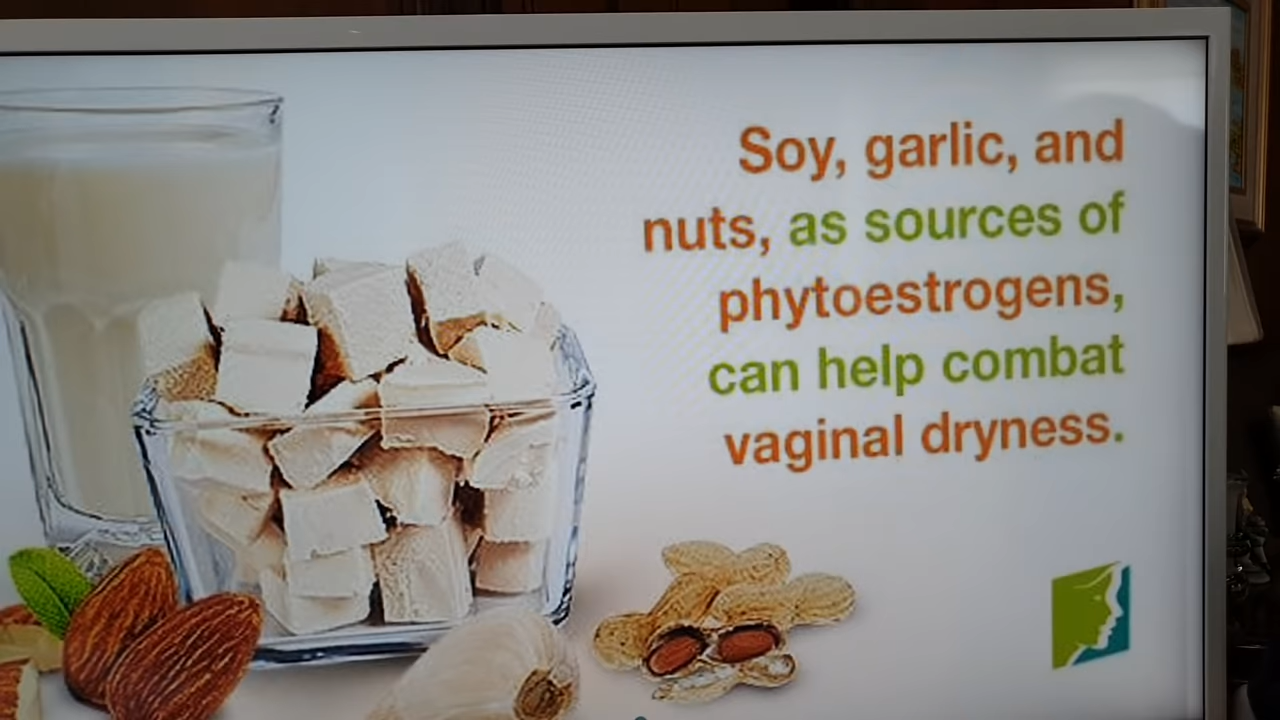 Soy, garlic, and
nuts, as sources of
phytoestrogens,
can help combat
vaginal dryness.